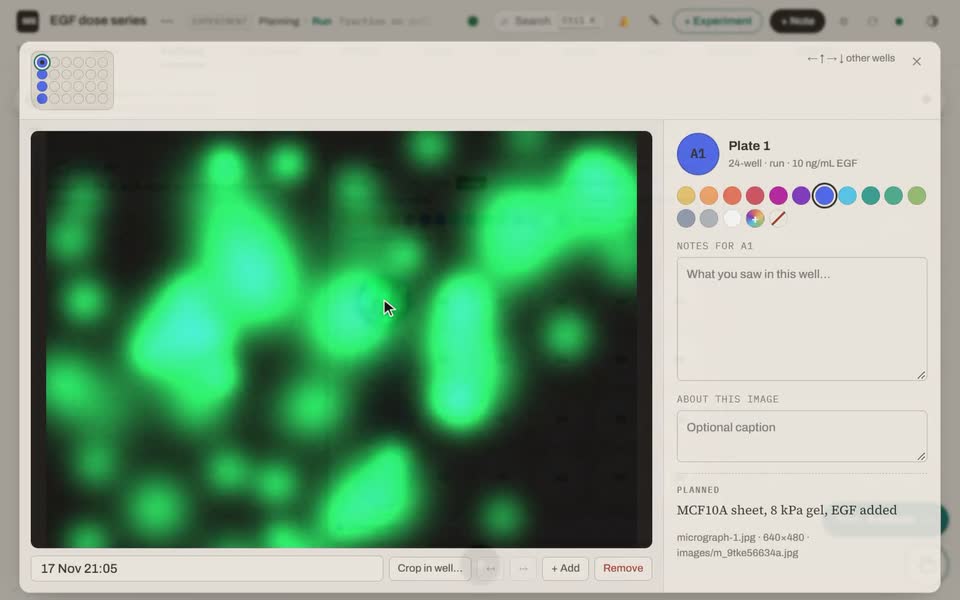 EGF dose series
EXPERIMENT Planning · Run
Search Ctrl K
+ Experiment
+ Note
←↑→↓ other wells
A1
Plate 1
24-well · run · 10 ng/mL EGF
NOTES FOR A1
What you saw in this well…
ABOUT THIS IMAGE
Optional caption
PLANNED
MCF10A sheet, 8 kPa gel, EGF added
micrograph-1.jpg · 640×480 ·
images/m_9tke56634a.jpg
17 Nov 21:05
Crop in well…
+ Add
Remove